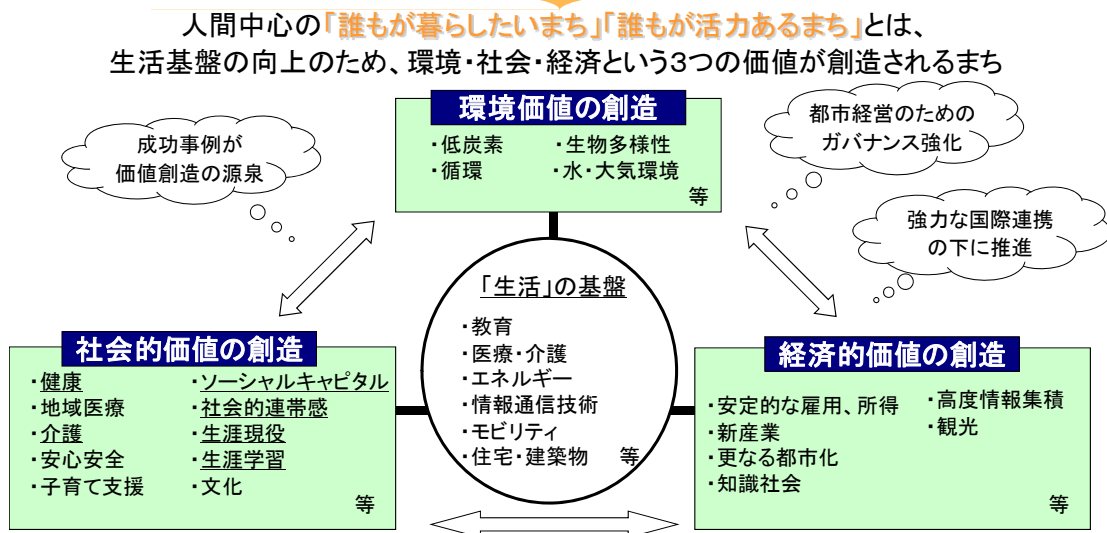 人間中心の「誰もが暮らしたいまち」「誰もが活力あるまち」とは、
生活基盤の向上のため、環境・社会・経済という3つの価値が創造されるまち
環境価値の創造
・低炭素 ・生物多様性
・循環 ・水・大気環境
等
成功事例が
価値創造の源泉
都市経営のための
ガバナンス強化
強力な国際連携
の下に推進
「生活」の基盤
・教育
・医療・介護
・エネルギー
・情報通信技術
・モビリティ
・住宅・建築物 等
社会的価値の創造
・健康 ・ソーシャルキャピタル
・地域医療 ・社会的連帯感
・介護 ・生涯現役
・安心安全 ・生涯学習
・子育て支援 ・文化
等
経済的価値の創造
・安定的な雇用、所得
・新産業
・更なる都市化
・知識社会
・高度情報集積
・観光
等